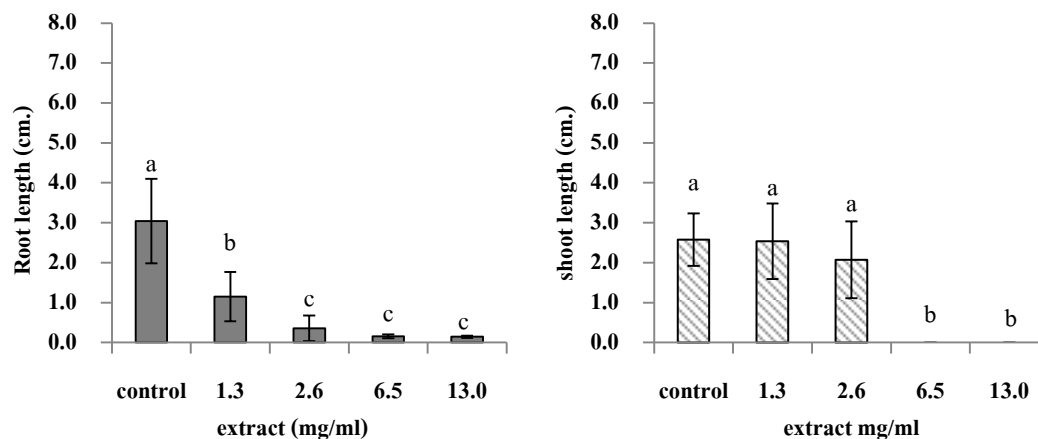 8.0
7.0
6.0
5.0
4.0
3.0
2.0
1.0
0.0
Root length (cm.)
a
b
c
c
c
control 1.3 2.6 6.5 13.0
extract (mg/ml)
8.0
7.0
6.0
5.0
4.0
3.0
2.0
1.0
0.0
shoot length (cm.)
a
a
a
b
b
control 1.3 2.6 6.5 13.0
extract mg/ml